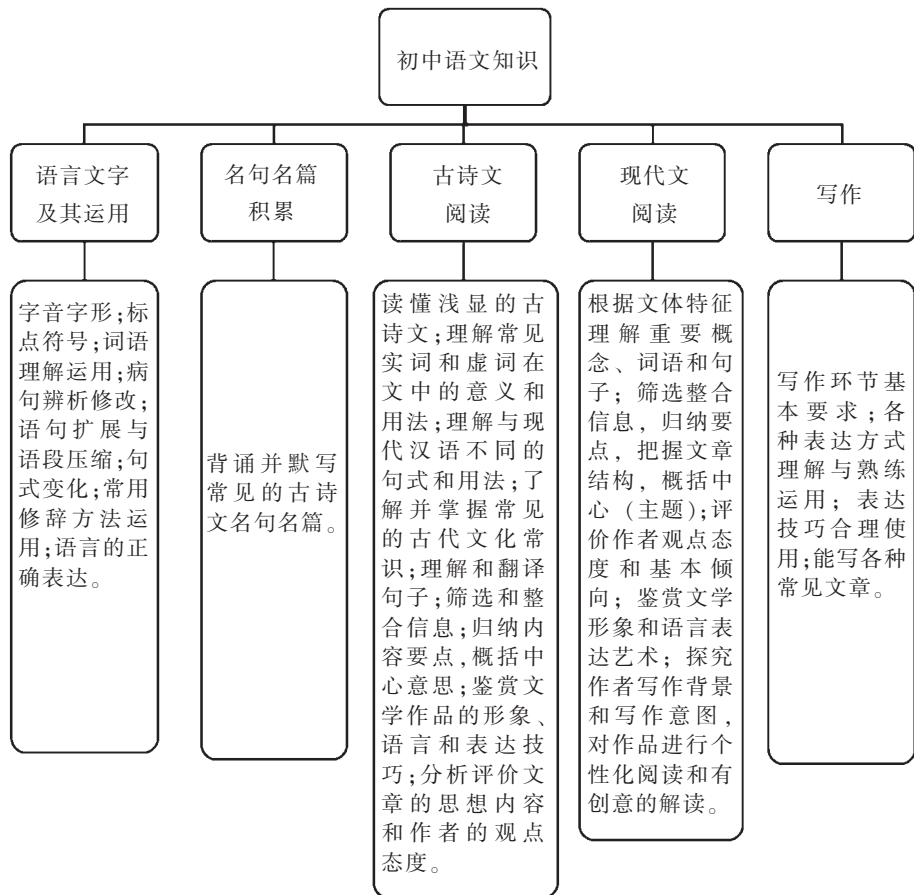 初中语文知识
语言文字
及其运用
名句名篇
积累
古诗文
阅读
现代文
阅读
写作
字音字形;标
点符号;词语
理解运用;病
句辨析修改;
语句扩展与
语段压缩;句
式变化;常用
修辞方法运
用;语言的正
确表达。
背诵并默写
常见的古诗
文名句名篇。
读懂浅显的古
诗文;理解常见
实词和虚词在
文中的意义和
用法;理解与现
代汉语不同的
句式和用法;了
解并掌握常见
的古代文化常
识;理解和翻译
句子;筛选和整
合信息;归纳内
容要点,概括中
心意思;鉴赏文
学作品的形象、
语言和表达技
巧;分析评价文
章的思想内容
和作者的观点
态度。
根据文体特征
理解重要概
念、词语和句
子; 筛选整合
信息, 归纳要
点, 把握文章
结构, 概括中
心 (主题);评
价作者观点态
度和基本倾
向; 鉴赏文学
形象和语言表
达艺术; 探究
作者写作背景
和写作意图,
对作品进行个
性化阅读和有
创意的解读。
写作环节基
本要求;各
种表达方式
理解与熟练
运用; 表达
技巧合理使
用;能写各种
常见文章。